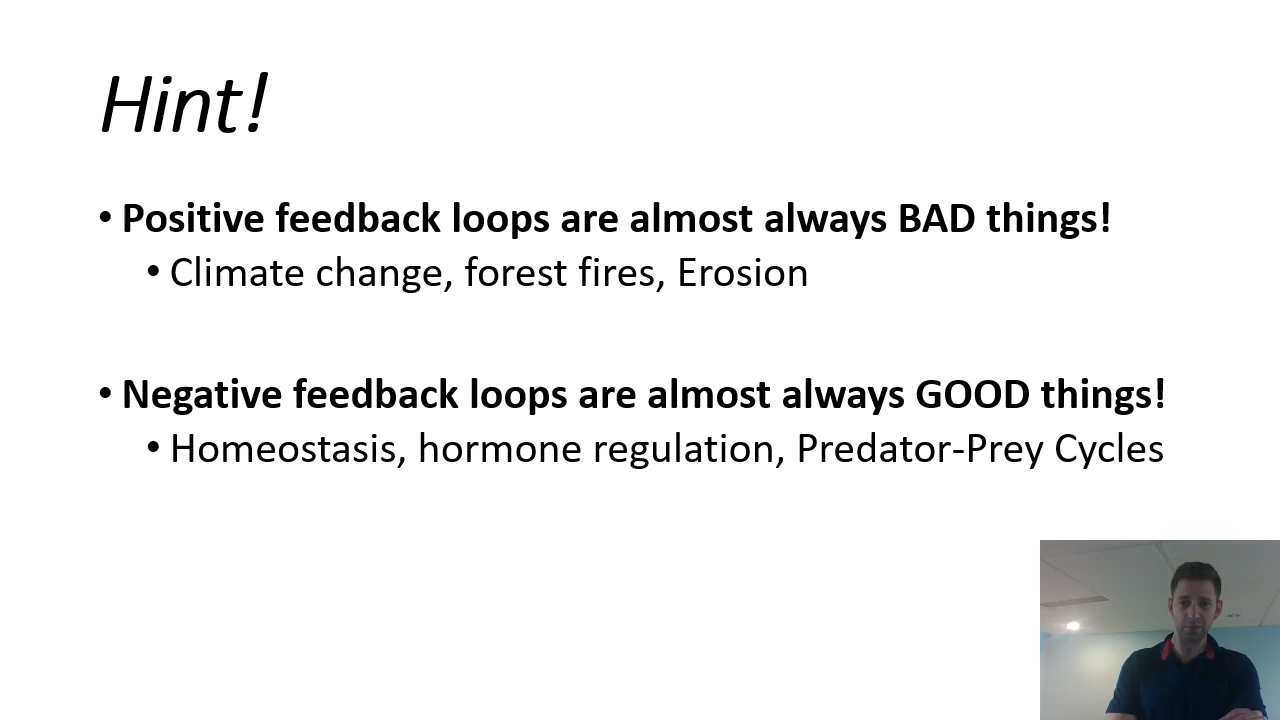 Hint!
• Positive feedback loops are almost always BAD things!
• Climate change, forest fires, Erosion
• Negative feedback loops are almost always GOOD things!
• Homeostasis, hormone regulation, Predator-Prey Cycles